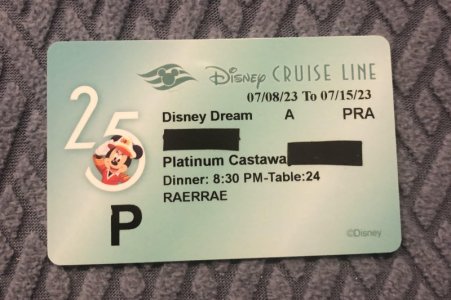 Disney CRUISE LINE
07/08/23 To 07/15/23
Disney Dream A PRA
Platinum Castawa
Dinner: 8:30 PM-Table:24
RAERRAE
25
P
©Disney